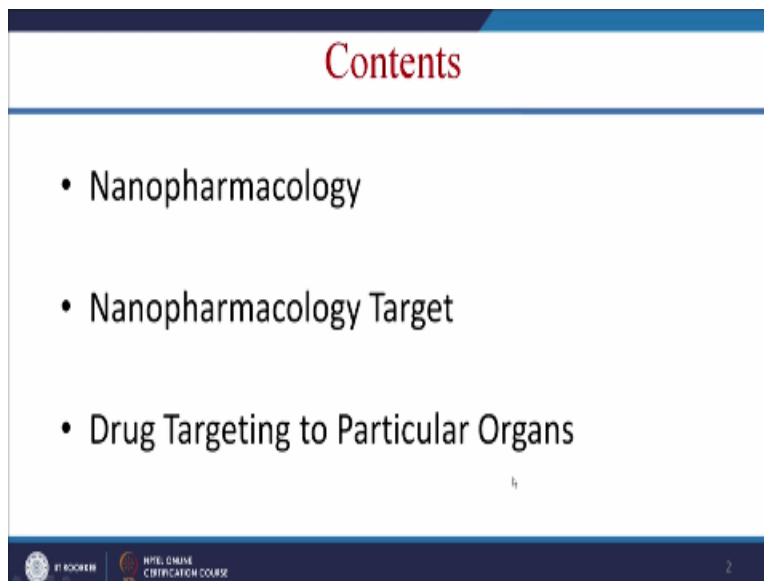 Contents
• Nanopharmacology
• Nanopharmacology Target
• Drug Targeting to Particular Organs
IIT ROORKEE
NPTEL ONLINE
CERTIFICATION COURSE
2